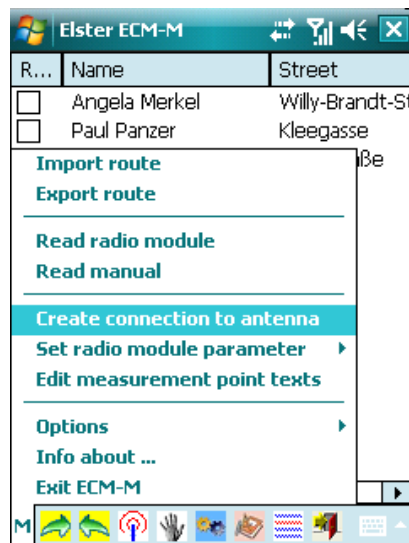 Elster ECM-M
R... Name Street
Angela Merkel Willy-Brandt-St
Paul Panzer Kleegasse
Import route
Export route
Read radio module
Read manual
Create connection to antenna
Set radio module parameter
Edit measurement point texts
Options
Info about ...
Exit ECM-M
M